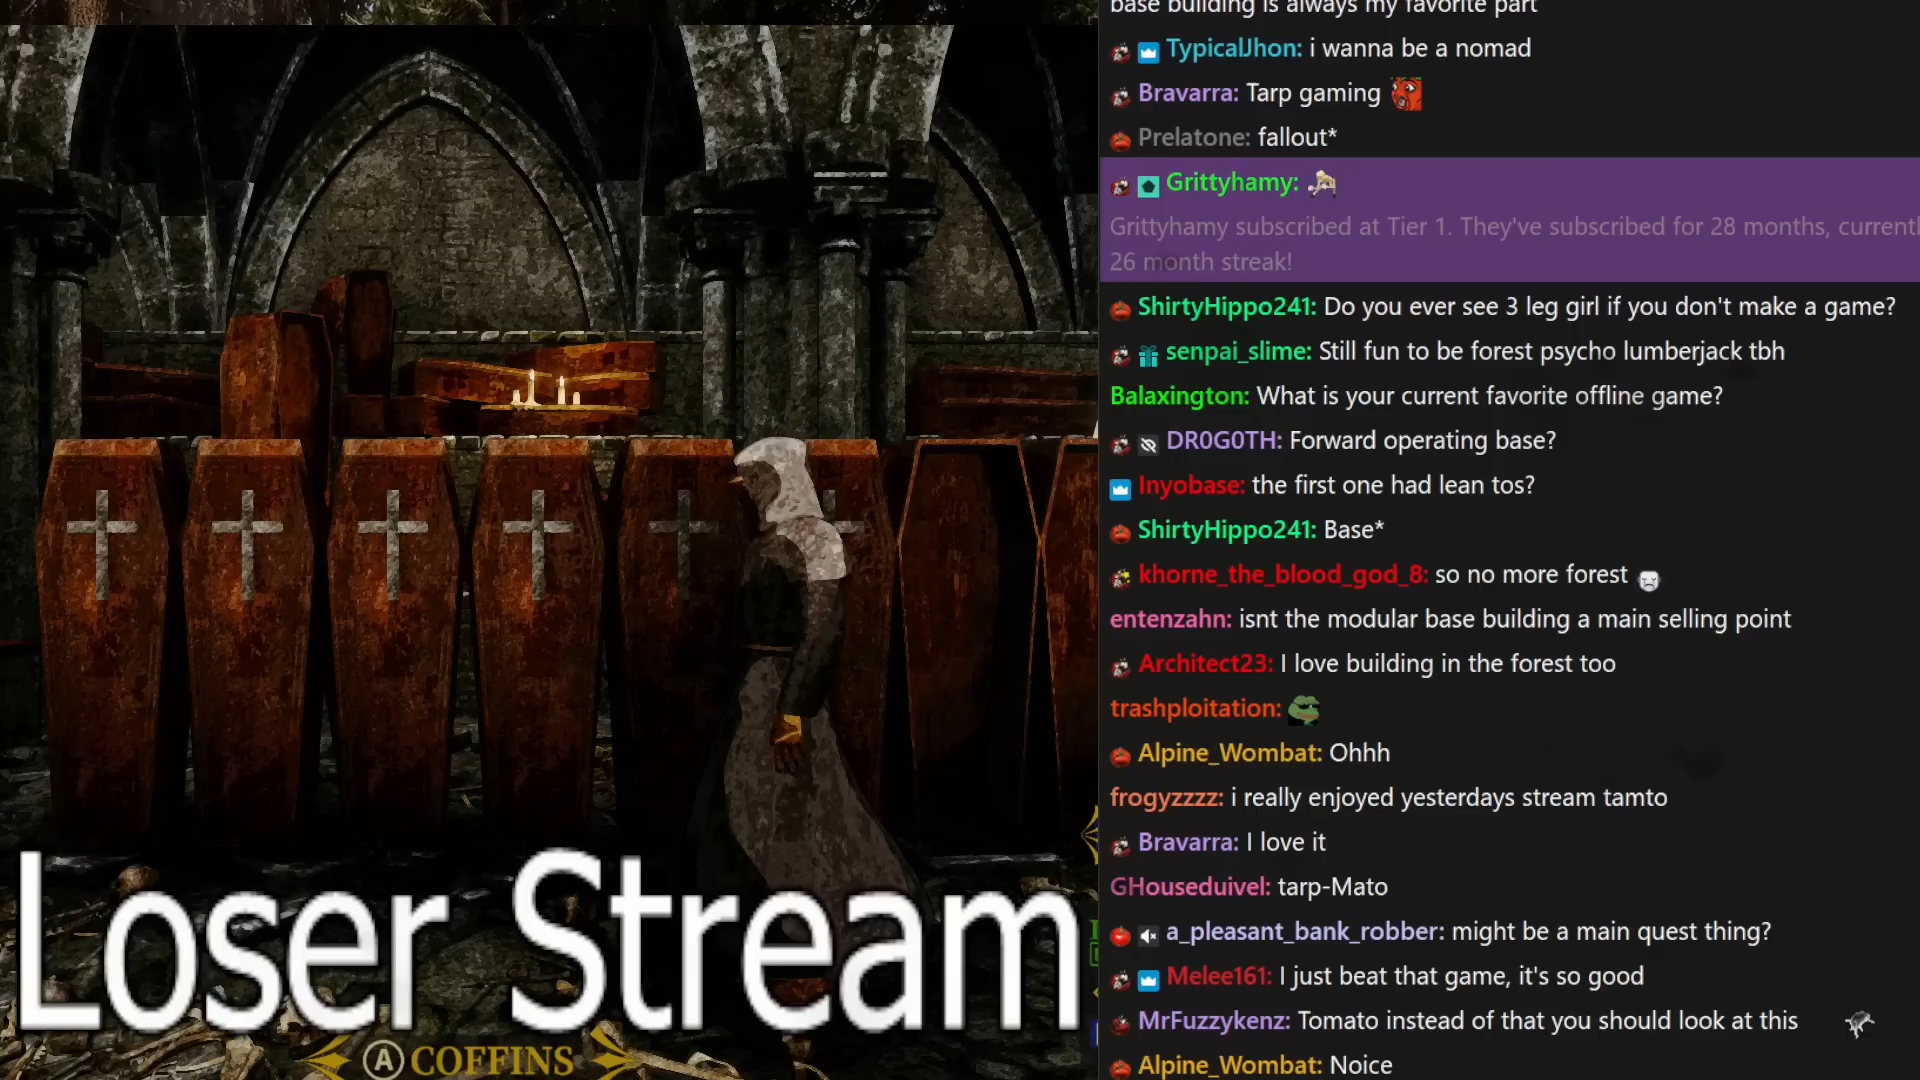 base building is always my favorite part
TypicalJhon: i wanna be a nomad
Bravarra: Tarp gaming
Prelatone: fallout*
Grittyhamy:
Grittyhamy subscribed at Tier 1. They've subscribed for 28 months, currentl
26 month streak!
ShirtyHippo241: Do you ever see 3 leg girl if you don't make a game?
senpai_slime: Still fun to be forest psycho lumberjack tbh
Balaxington: What is your current favorite offline game?
DR0G0TH: Forward operating base?
Inyobase: the first one had lean tos?
ShirtyHippo241: Base*
khorne_the_blood_god_8: so no more forest
entenzahn: isnt the modular base building a main selling point
Architect23: I love building in the forest too
trashploitation:
Alpine_Wombat: Ohhh
frogyzzzz: i really enjoyed yesterdays stream tamto
Bravarra: I love it
GHouseduivel: tarp-Mato
a_pleasant_bank_robber: might be a main quest thing?
Melee161: I just beat that game, it's so good
MrFuzzykenz: Tomato instead of that you should look at this
Alpine_Wombat: Noice
Loser Stream
A COFFINS